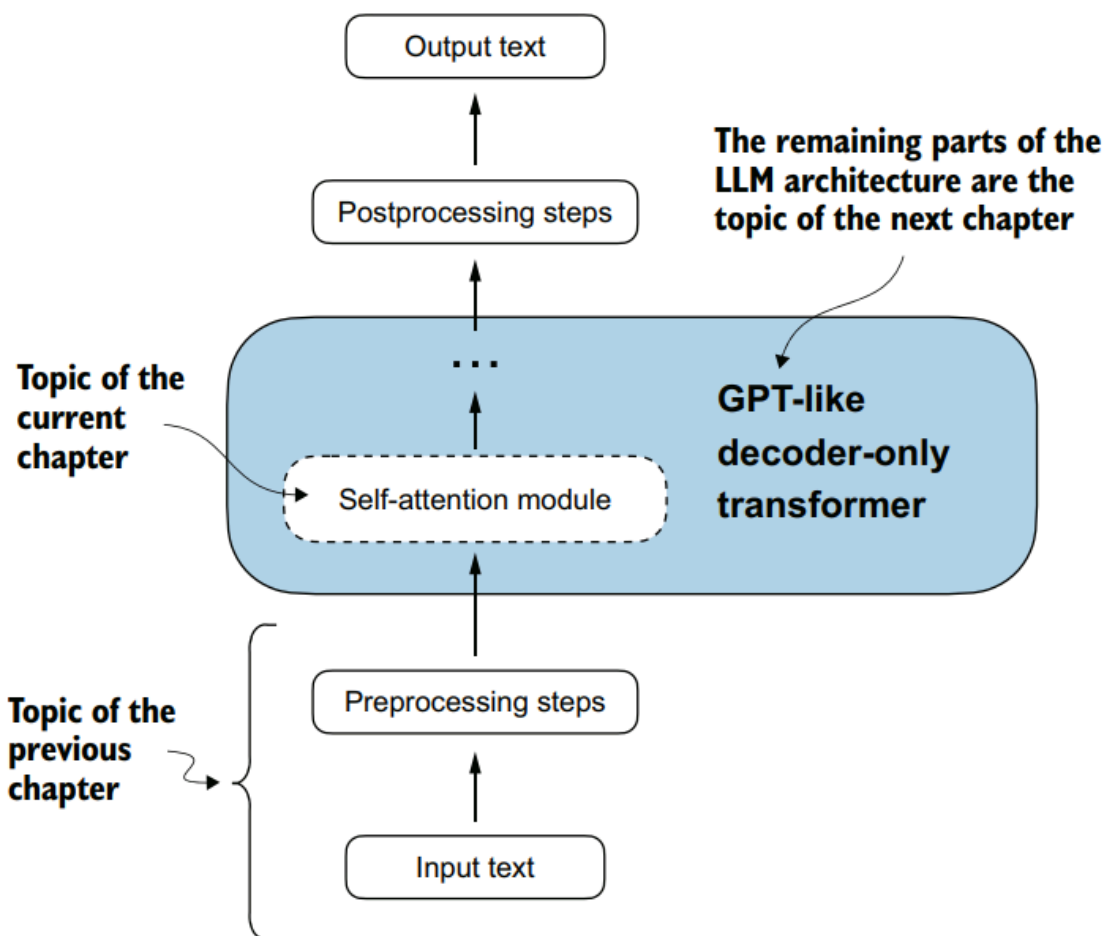 Output text
The remaining parts of the
LLM architecture are the
topic of the next chapter
Postprocessing steps
...
Topic of the
current
chapter
GPT-like
decoder-only
transformer
Self-attention module
Preprocessing steps
Topic of the
previous
chapter
Input text